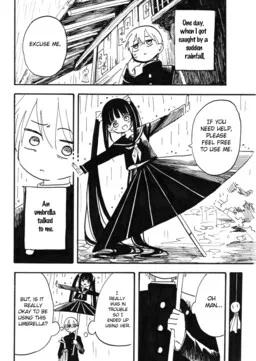 One day,
when I got
caught by a
sudden
rainfall,
EXCUSE ME.
IF YOU
NEED HELP,
PLEASE
FEEL FREE
TO USE ME.
An
umbrella
talked
to me.
OH
MAN...
I
REALLY
WAS IN
TROUBLE
SO I
ENDED UP
USING HER.
BUT, IS IT
REALLY
OKAY TO BE
USING THIS
UMBRELLA?